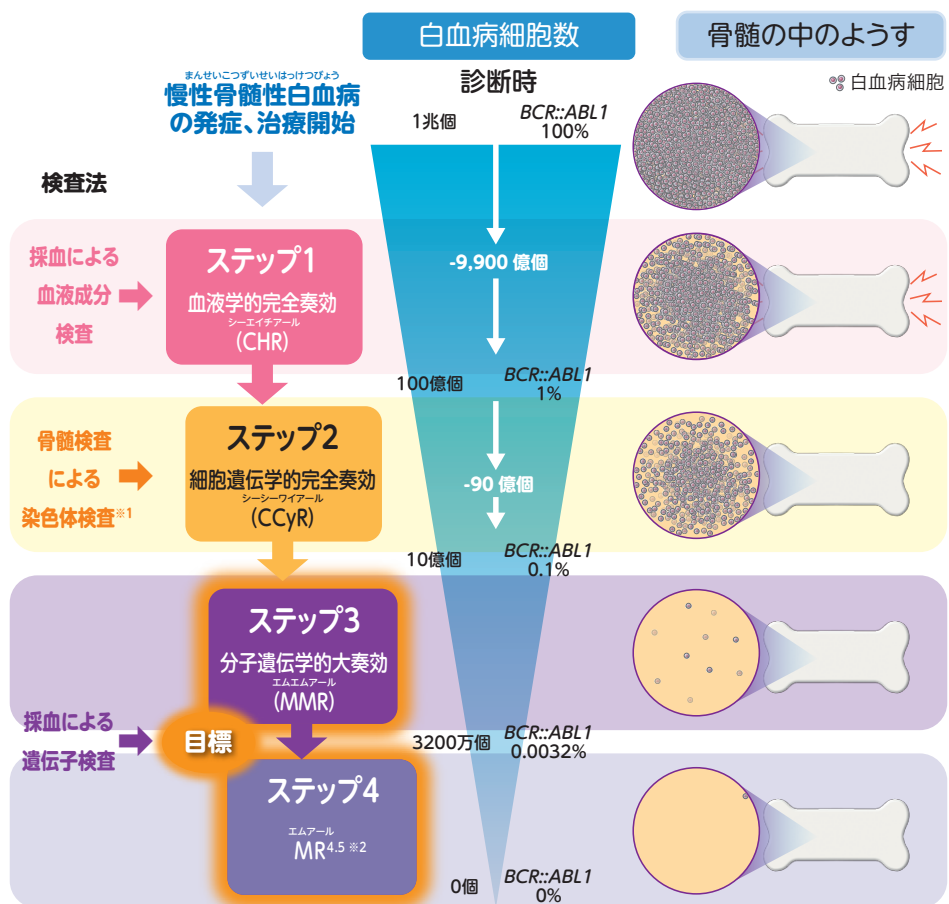 白血病細胞数
骨髄の中のようす
まんせいこつずいせいはっけつびょう
慢性骨髄性白血病
の発症、治療開始
診断時
白血病細胞
1兆個
BCR::ABL1
100%
検査法
採血による
血液成分
検査
ステップ1
血液学的完全奏効
シーエイチアール
(CHR)
-9,900 億個
100億個
BCR::ABL1
1%
骨髄検査
による
染色体検査※1
ステップ2
細胞遺伝学的完全奏効
シーシーワイアール
(CCyR)
-90 億個
10億個
BCR::ABL1
0.1%
ステップ3
分子遺伝学的大奏効
エムエムアール
(MMR)
採血による
遺伝子検査
目標
3200万個
BCR::ABL1
0.0032%
ステップ4
エムアール
MR4.5 ※2
0個
BCR::ABL1
0%